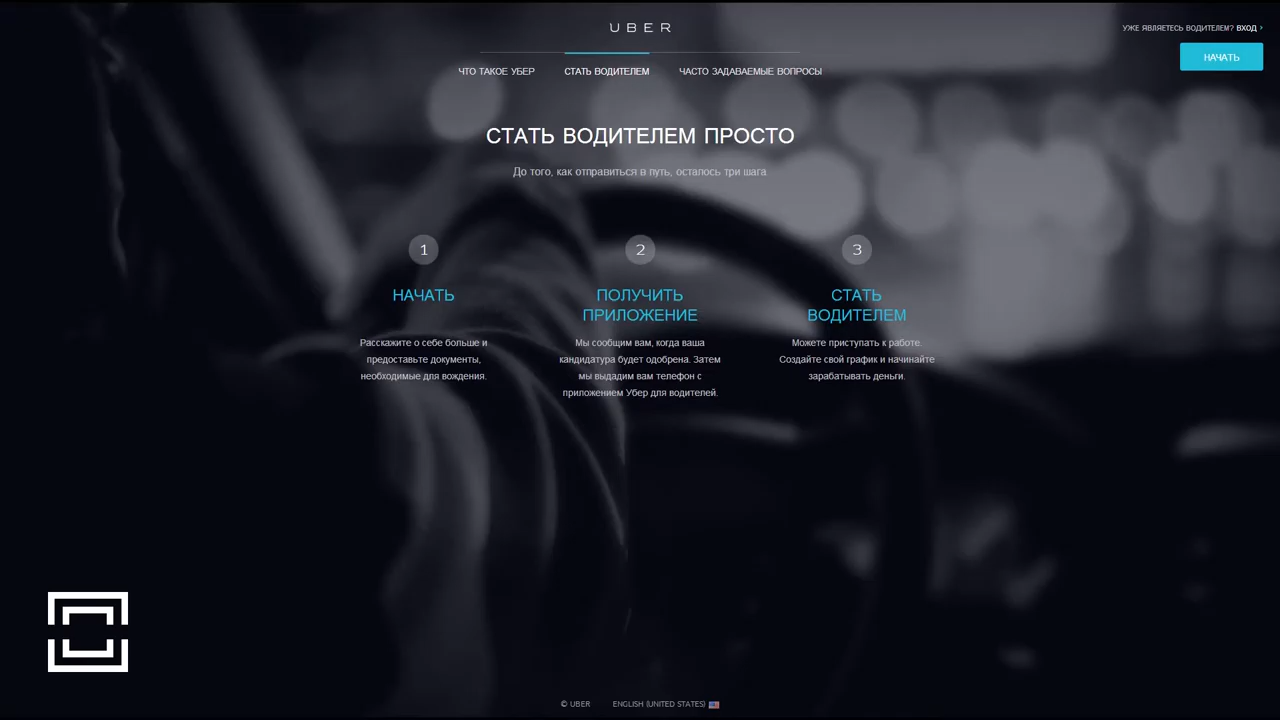 UBER
УЖЕ ЯВЛЯЕТЕСЬ ВОДИТЕЛЕМ? ВХОД ›
НАЧАТЬ
ЧТО ТАКОЕ УБЕР
СТАТЬ ВОДИТЕЛЕМ
ЧАСТО ЗАДАВАЕМЫЕ ВОПРОСЫ
СТАТЬ ВОДИТЕЛЕМ ПРОСТО
До того, как отправиться в путь, осталось три шага
1
НАЧАТЬ
Расскажите о себе больше и
предоставьте документы,
необходимые для вождения.
2
ПОЛУЧИТЬ
ПРИЛОЖЕНИЕ
Мы сообщим вам, когда ваша
кандидатура будет одобрена. Затем
мы выдадим вам телефон с
приложением Убер для водителей.
3
СТАТЬ
ВОДИТЕЛЕМ
Можете приступать к работе.
Создайте свой график и начинайте
зарабатывать деньги.
© UBER
ENGLISH (UNITED STATES)